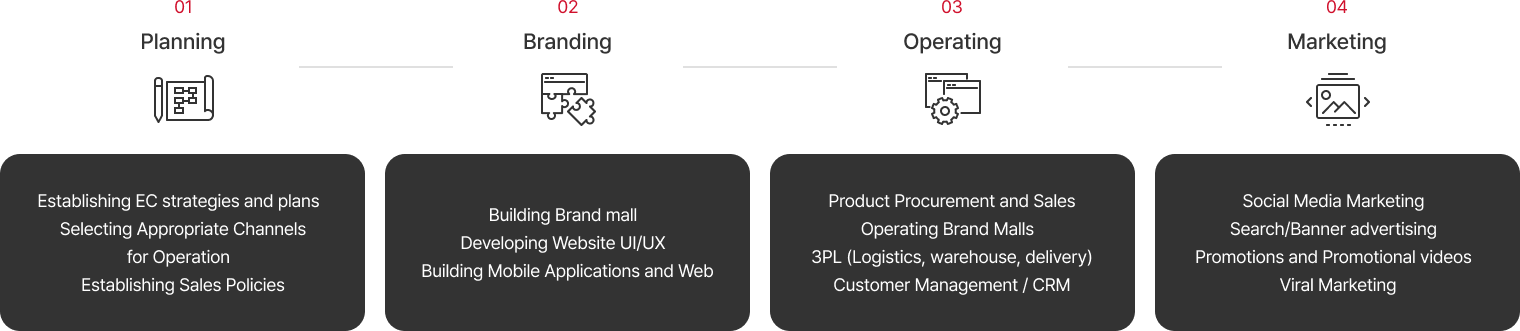 01
Planning
Establishing EC strategies and plans
Selecting Appropriate Channels
for Operation
Establishing Sales Policies
02
Branding
Building Brand mall
Developing Website UI/UX
Building Mobile Applications and Web
03
Operating
Product Procurement and Sales
Operating Brand Malls
3PL (Logistics, warehouse, delivery)
Customer Management / CRM
04
Marketing
Social Media Marketing
Search/Banner advertising
Promotions and Promotional videos
Viral Marketing